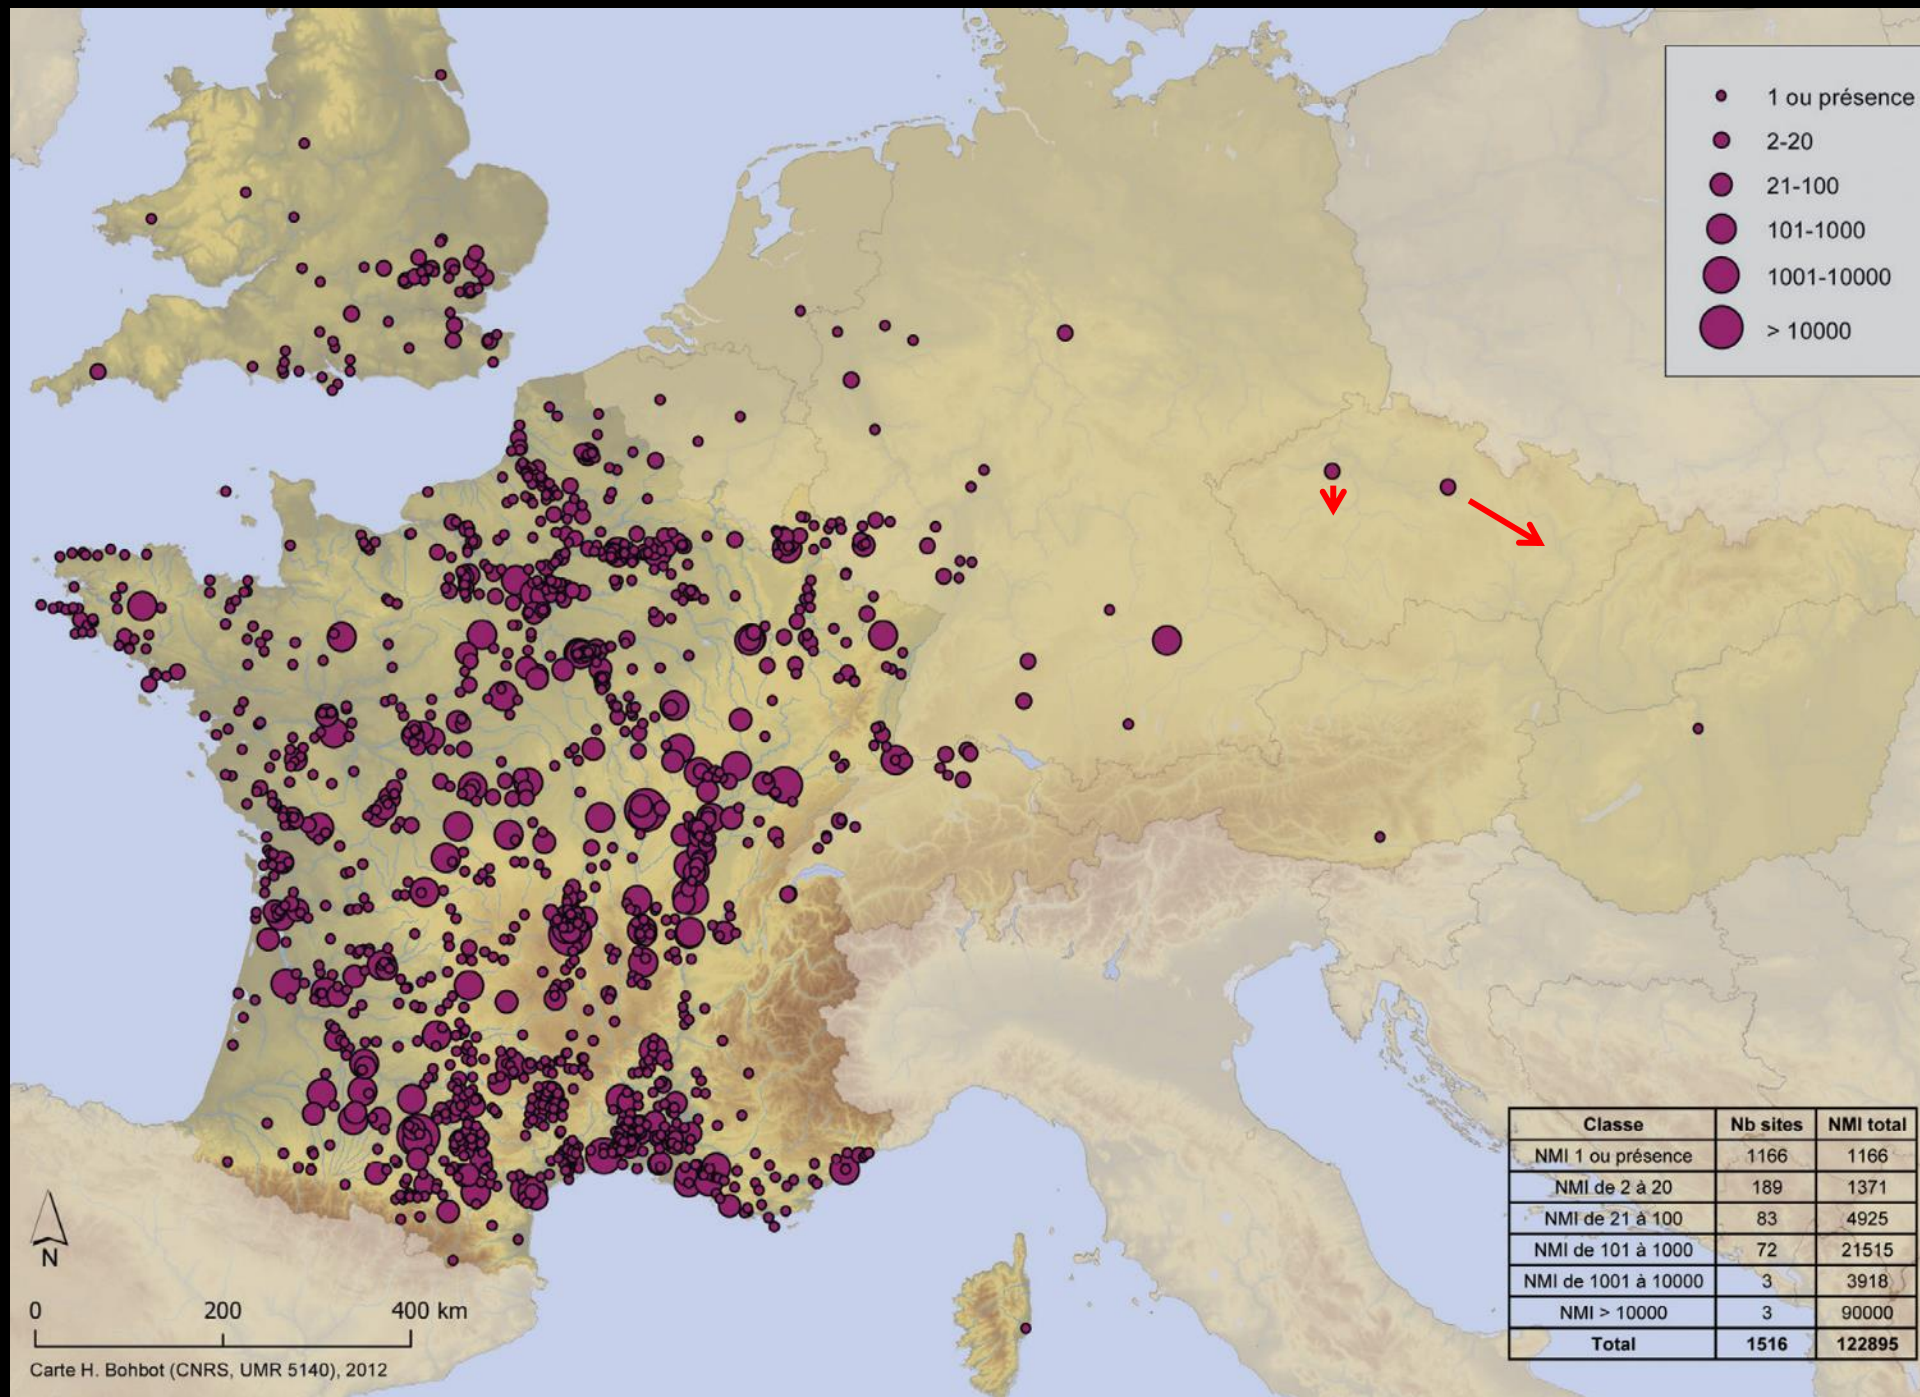 1 ou présence
2-20
21-100
101-1000
1001-10000
> 10000
Classe Nb sites NMI total
NMI 1 ou présence 1166 1166
NMI de 2 à 20 189 1371
NMI de 21 à 100 83 4925
NMI de 101 à 1000 72 21515
NMI de 1001 à 10000 3 3918
NMI > 10000 3 90000
Total 1516 122895
N
0 200 400 km
Carte H. Bohbot (CNRS, UMR 5140), 2012